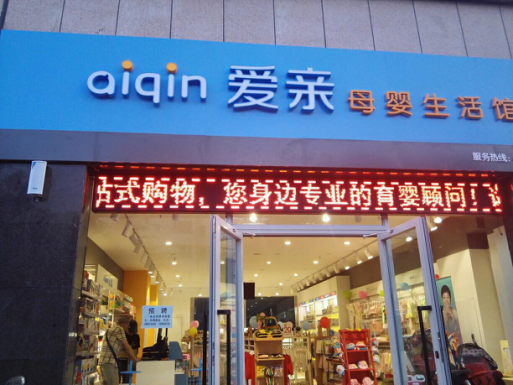 aiqin 爱亲 母婴生活馆
服务热线:
占式购物、您身边专业的育婴顾问!
招聘